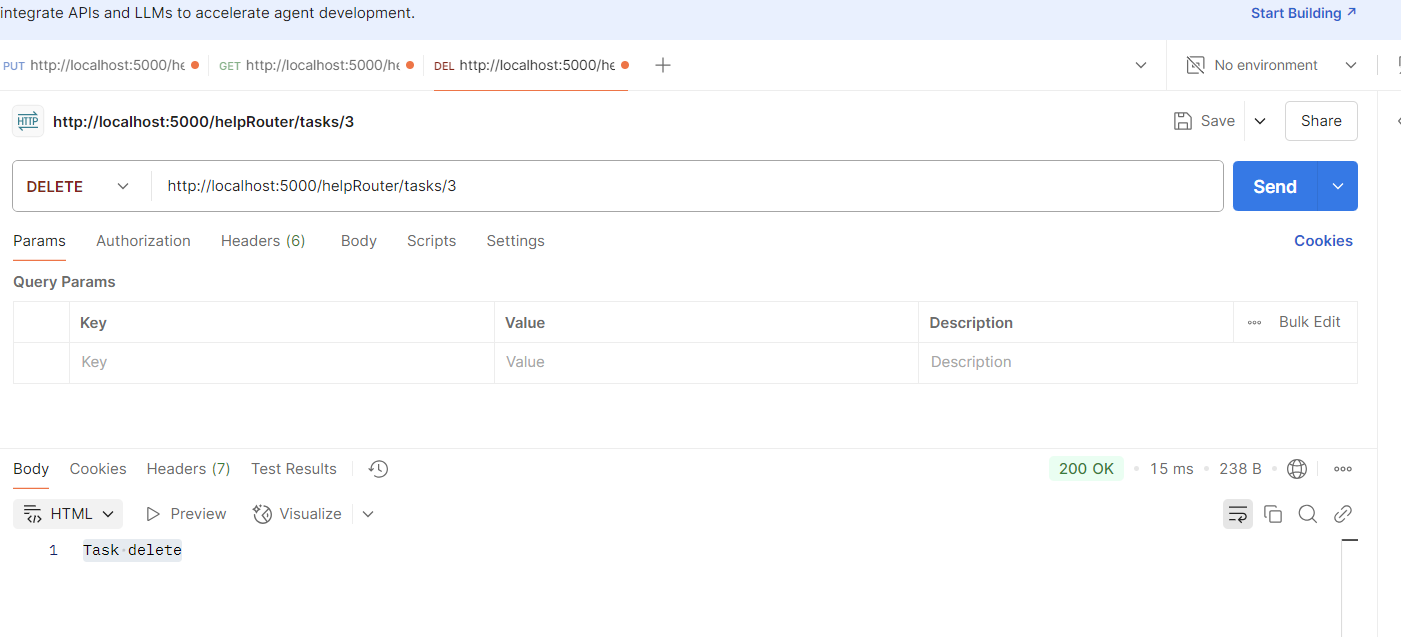 integrate APIs and LLMs to accelerate agent development.
Start Building ↗
PUT http://localhost:5000/he
GET http://localhost:5000/he
DEL http://localhost:5000/he
No environment
HTTP http://localhost:5000/helpRouter/tasks/3
Save
Share
DELETE http://localhost:5000/helpRouter/tasks/3
Send
Params Authorization Headers (6) Body Scripts Settings
Cookies
Query Params
Key Value Description Bulk Edit
Key Value Description
Body Cookies Headers (7) Test Results
200 OK • 15 ms • 238 B
HTML Preview Visualize
1 Task delete